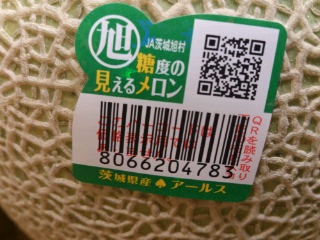 旭
JA茨城旭村
糖度の
見えるメロン
QRを読み取り
8066204783
茨城県産♠アールス